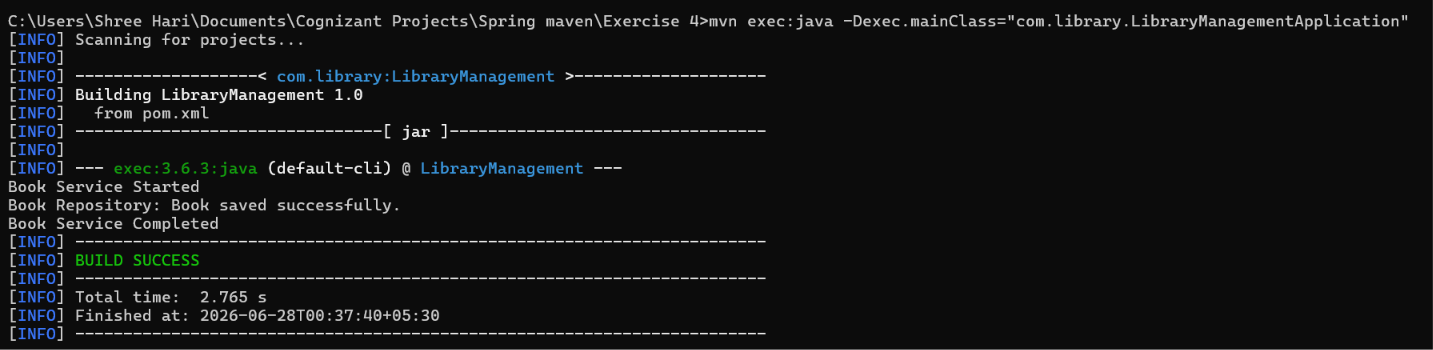 C:\Users\Shree Hari\Documents\Cognizant Projects\Spring maven\Exercise 4>mvn exec:java -Dexec.mainClass="com.library.LibraryManagementApplication"
[INFO] Scanning for projects...
[INFO]
[INFO] -------------------< com.library:LibraryManagement >--------------------
[INFO] Building LibraryManagement 1.0
[INFO]   from pom.xml
[INFO] --------------------------------[ jar ]---------------------------------
[INFO]
[INFO] --- exec:3.6.3:java (default-cli) @ LibraryManagement ---
Book Service Started
Book Repository: Book saved successfully.
Book Service Completed
[INFO] ------------------------------------------------------------------------
[INFO] BUILD SUCCESS
[INFO] ------------------------------------------------------------------------
[INFO] Total time:  2.765 s
[INFO] Finished at: 2026-06-28T00:37:40+05:30
[INFO] ------------------------------------------------------------------------